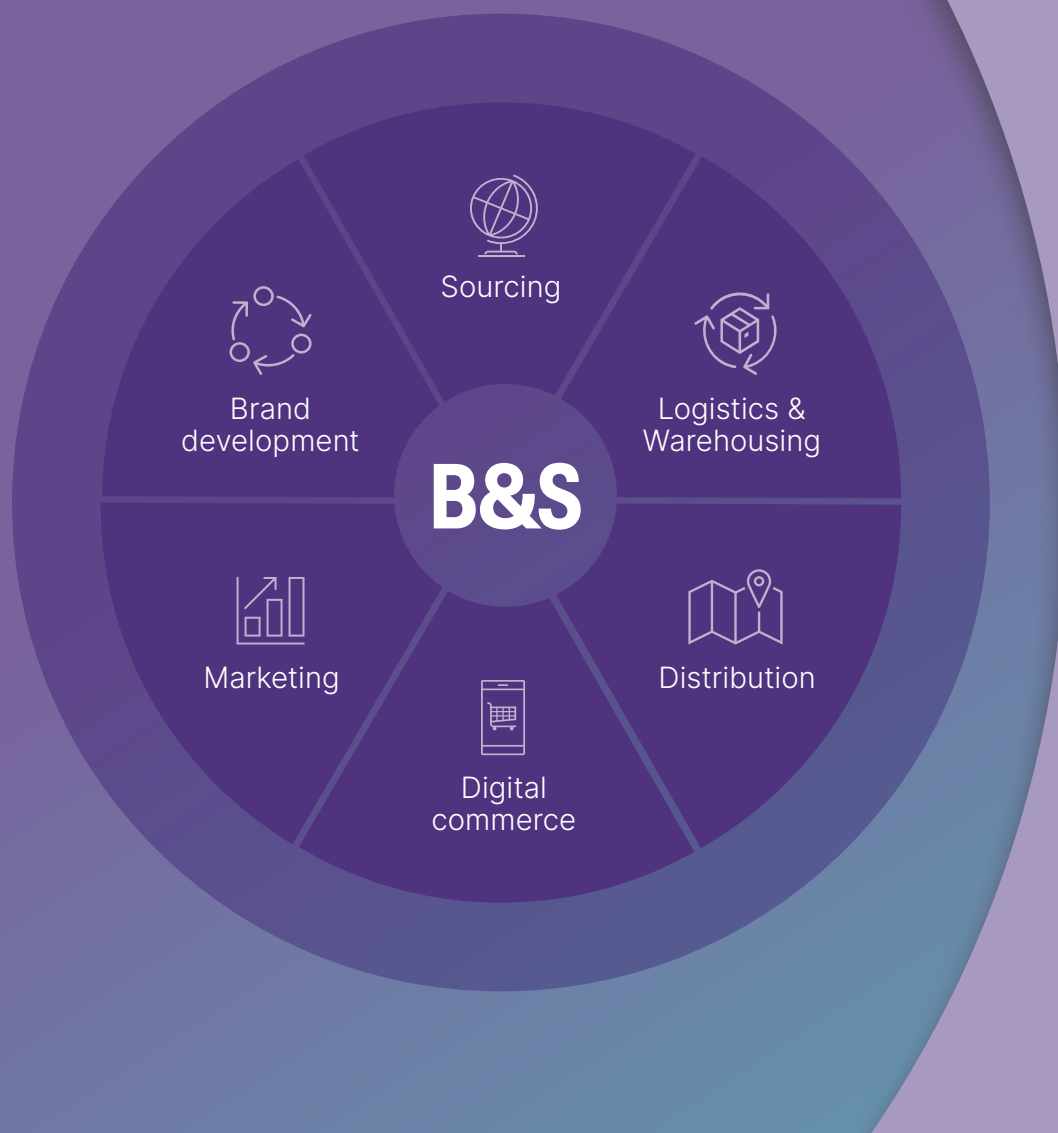 Sourcing
Brand
development
Logistics &
Warehousing
B&S
Marketing
Distribution
Digital
commerce